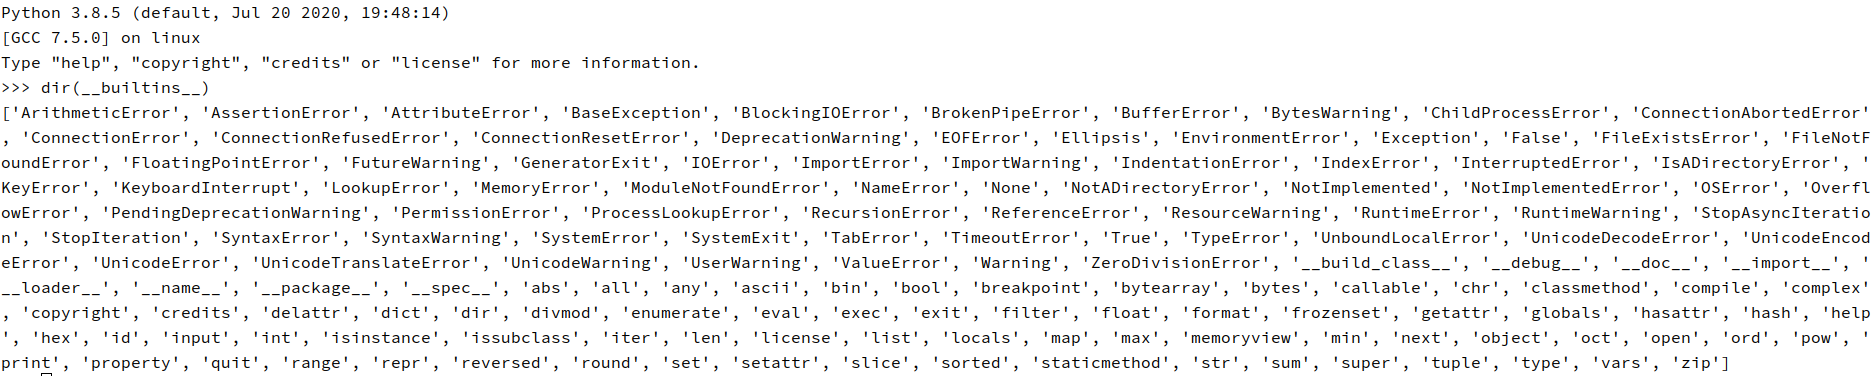 Python 3.8.5 (default, Jul 20 2020, 19:48:14)
[GCC 7.5.0] on linux
Type "help", "copyright", "credits" or "license" for more information.
>>> dir(__builtins__)
['ArithmeticError', 'AssertionError', 'AttributeError', 'BaseException', 'BlockingIOError', 'BrokenPipeError', 'BufferError', 'BytesWarning', 'ChildProcessError', 'ConnectionAbortedError'
, 'ConnectionError', 'ConnectionRefusedError', 'ConnectionResetError', 'DeprecationWarning', 'EOFError', 'Ellipsis', 'EnvironmentError', 'Exception', 'False', 'FileExistsError', 'FileNotF
oundError', 'FloatingPointError', 'FutureWarning', 'GeneratorExit', 'IOError', 'ImportError', 'ImportWarning', 'IndentationError', 'IndexError', 'InterruptedError', 'IsADirectoryError', '
KeyError', 'KeyboardInterrupt', 'LookupError', 'MemoryError', 'ModuleNotFoundError', 'NameError', 'None', 'NotADirectoryError', 'NotImplemented', 'NotImplementedError', 'OSError', 'Overfl
owError', 'PendingDeprecationWarning', 'PermissionError', 'ProcessLookupError', 'RecursionError', 'ReferenceError', 'ResourceWarning', 'RuntimeError', 'RuntimeWarning', 'StopAsyncIteratio
n', 'StopIteration', 'SyntaxError', 'SyntaxWarning', 'SystemError', 'SystemExit', 'TabError', 'TimeoutError', 'True', 'TypeError', 'UnboundLocalError', 'UnicodeDecodeError', 'UnicodeEncod
eError', 'UnicodeError', 'UnicodeTranslateError', 'UnicodeWarning', 'UserWarning', 'ValueError', 'Warning', 'ZeroDivisionError', '__build_class__', '__debug__', '__doc__', '__import__', '
__loader__', '__name__', '__package__', '__spec__', 'abs', 'all', 'any', 'ascii', 'bin', 'bool', 'breakpoint', 'bytearray', 'bytes', 'callable', 'chr', 'classmethod', 'compile', 'complex'
, 'copyright', 'credits', 'delattr', 'dict', 'dir', 'divmod', 'enumerate', 'eval', 'exec', 'exit', 'filter', 'float', 'format', 'frozenset', 'getattr', 'globals', 'hasattr', 'hash', 'help
', 'hex', 'id', 'input', 'int', 'isinstance', 'issubclass', 'iter', 'len', 'license', 'list', 'locals', 'map', 'max', 'memoryview', 'min', 'next', 'object', 'oct', 'open', 'ord', 'pow', '
print', 'property', 'quit', 'range', 'repr', 'reversed', 'round', 'set', 'setattr', 'slice', 'sorted', 'staticmethod', 'str', 'sum', 'super', 'tuple', 'type', 'vars', 'zip']